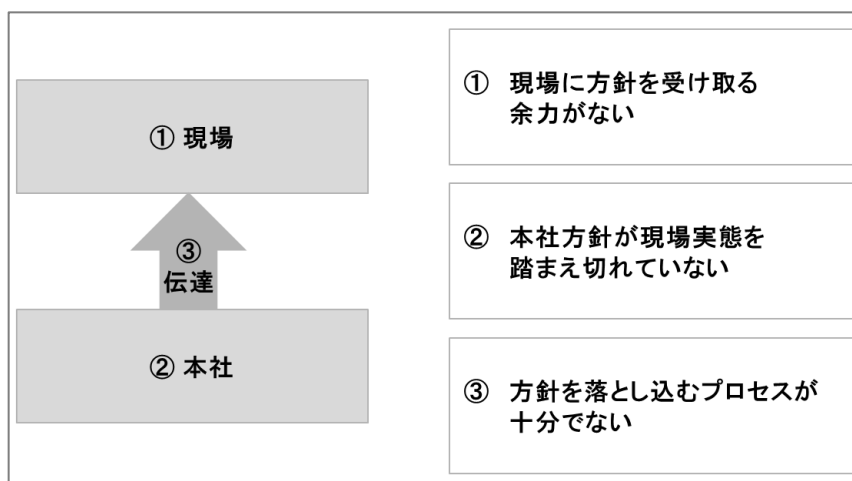 ① 現場
③
伝達
② 本社
① 現場に方針を受け取る
余力がない
② 本社方針が現場実態を
踏まえ切れていない
③ 方針を落とし込むプロセスが
十分でない